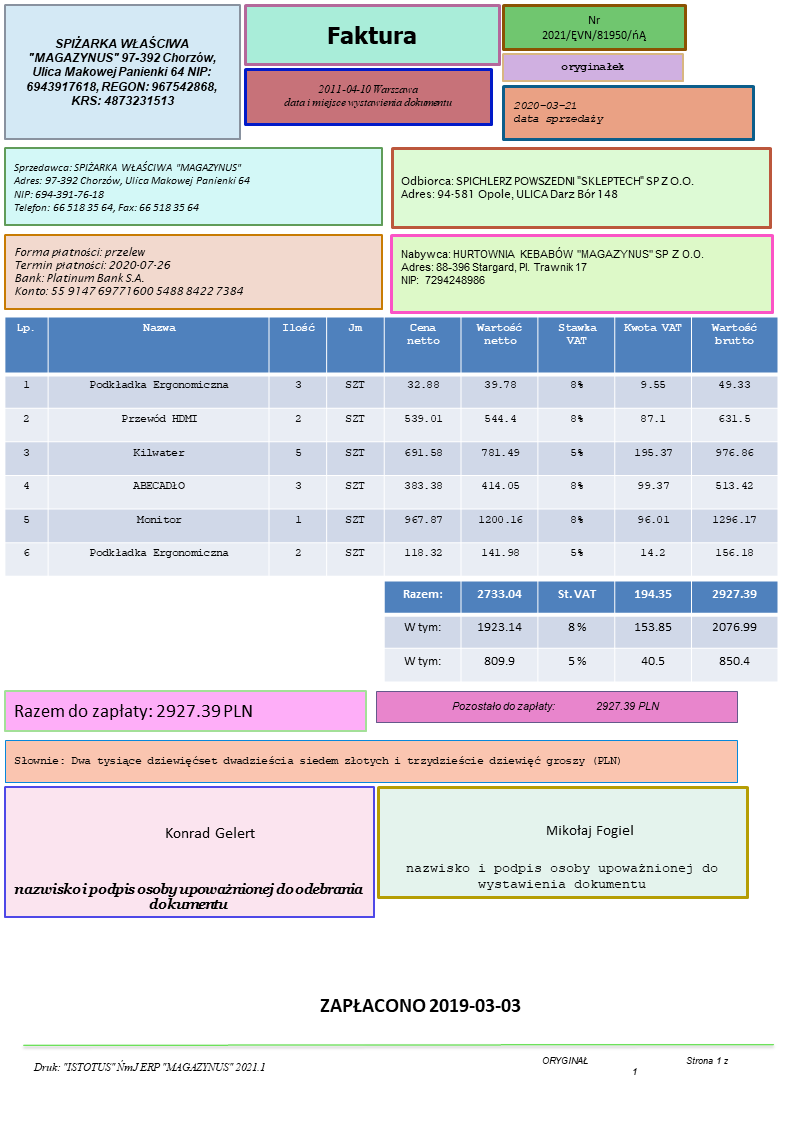 SPIŻARKA WŁAŚCIWA
"MAGAZYNUS" 97-392 Chorzów,
Ulica Makowej Panienki 64 NIP:
6943917618, REGON: 967542868,
KRS: 4873231513
Faktura
2011-04-10 Warszawa
data i miejsce wystawienia dokumentu
Nr
2021/ĘVN/81950/ńĄ
oryginałek
2020-03-21
data sprzedaży
Sprzedawca: SPIŻARKA WŁAŚCIWA "MAGAZYNUS"
Adres: 97-392 Chorzów, Ulica Makowej Panienki 64
NIP: 694-391-76-18
Telefon: 66 518 35 64, Fax: 66 518 35 64
Odbiorca: SPICHLERZ POWSZEDNI "SKLEPTECH" SP Z O.O.
Adres: 94-581 Opole, ULICA Darz Bór 148
Forma płatności: przelew
Termin płatności: 2020-07-26
Bank: Platinum Bank S.A.
Konto: 55 9147 69771600 5488 8422 7384
Nabywca: HURTOWNIA KEBABÓW "MAGAZYNUS" SP Z O.O.
Adres: 88-396 Stargard, Pl. Trawnik 17
NIP: 7294248986
Lp. Nazwa Ilość Jm Cena netto Wartość netto Stawka VAT Kwota VAT Wartość brutto
1 Podkładka Ergonomiczna 3 SZT 32.88 39.78 8% 9.55 49.33
2 Przewód HDMI 2 SZT 539.01 544.4 8% 87.1 631.5
3 Kilwater 5 SZT 691.58 781.49 5% 195.37 976.86
4 ABECADŁO 3 SZT 383.38 414.05 8% 99.37 513.42
5 Monitor 1 SZT 967.87 1200.16 8% 96.01 1296.17
6 Podkładka Ergonomiczna 2 SZT 118.32 141.98 5% 14.2 156.18
Razem: 2733.04 St. VAT 194.35 2927.39
W tym: 1923.14 8 % 153.85 2076.99
W tym: 809.9 5 % 40.5 850.4
Razem do zapłaty: 2927.39 PLN
Pozostało do zapłaty: 2927.39 PLN
Słownie: Dwa tysiące dziewięćset dwadzieścia siedem złotych i trzydzieście dziewięć groszy (PLN)
Konrad Gelert
nazwisko i podpis osoby upoważnionej do odebrania
dokumentu
Mikołaj Fogiel
nazwisko i podpis osoby upoważnionej do
wystawienia dokumentu
ZAPŁACONO 2019-03-03
Druk: "ISTOTUS" ŃmJ ERP "MAGAZYNUS" 2021.1
ORYGINAŁ Strona 1 z
1